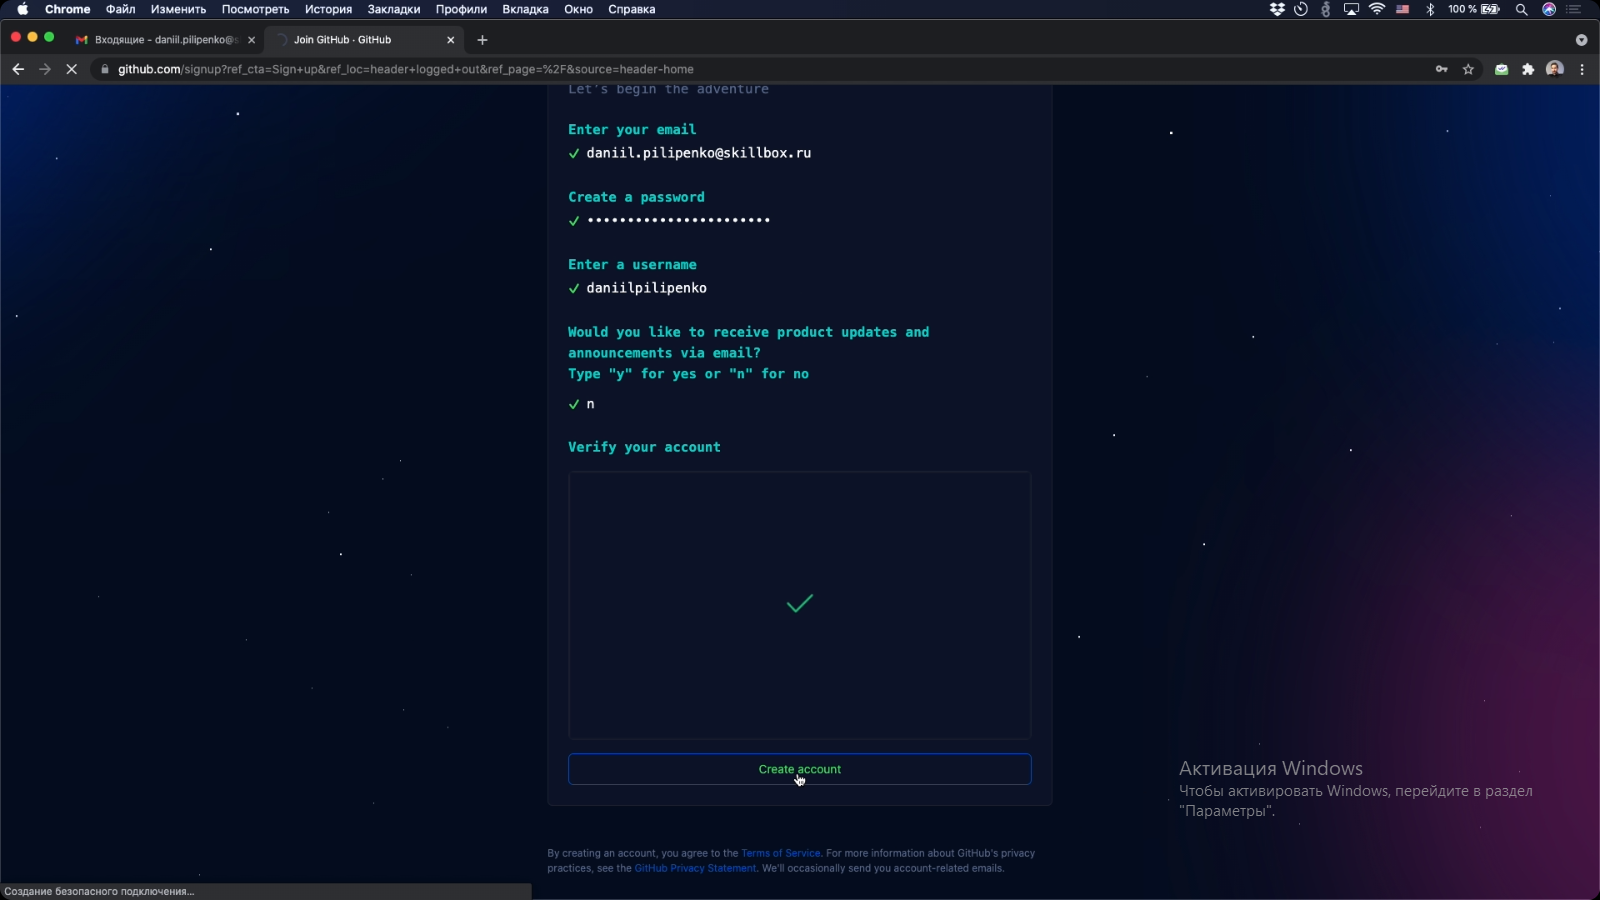 Chrome Файл Изменить Посмотреть История Закладки Профили Вкладка Окно Справка 100 %
Входящие - daniil.pilipenko@s
Join GitHub · GitHub
github.com/signup?ref_cta=Sign+up&ref_loc=header+logged+out&ref_page=%2F&source=header-home
Let's begin the adventure
Enter your email
daniil.pilipenko@skillbox.ru
Create a password
•••••••••••••••••••••••
Enter a username
daniilpilipenko
Would you like to receive product updates and
announcements via email?
Type "y" for yes or "n" for no
n
Verify your account
Create account
Активация Windows
Чтобы активировать Windows, перейдите в раздел
"Параметры".
By creating an account, you agree to the Terms of Service. For more information about GitHub's privacy
practices, see the GitHub Privacy Statement. We'll occasionally send you account-related emails.
Создание безопасного подключения...